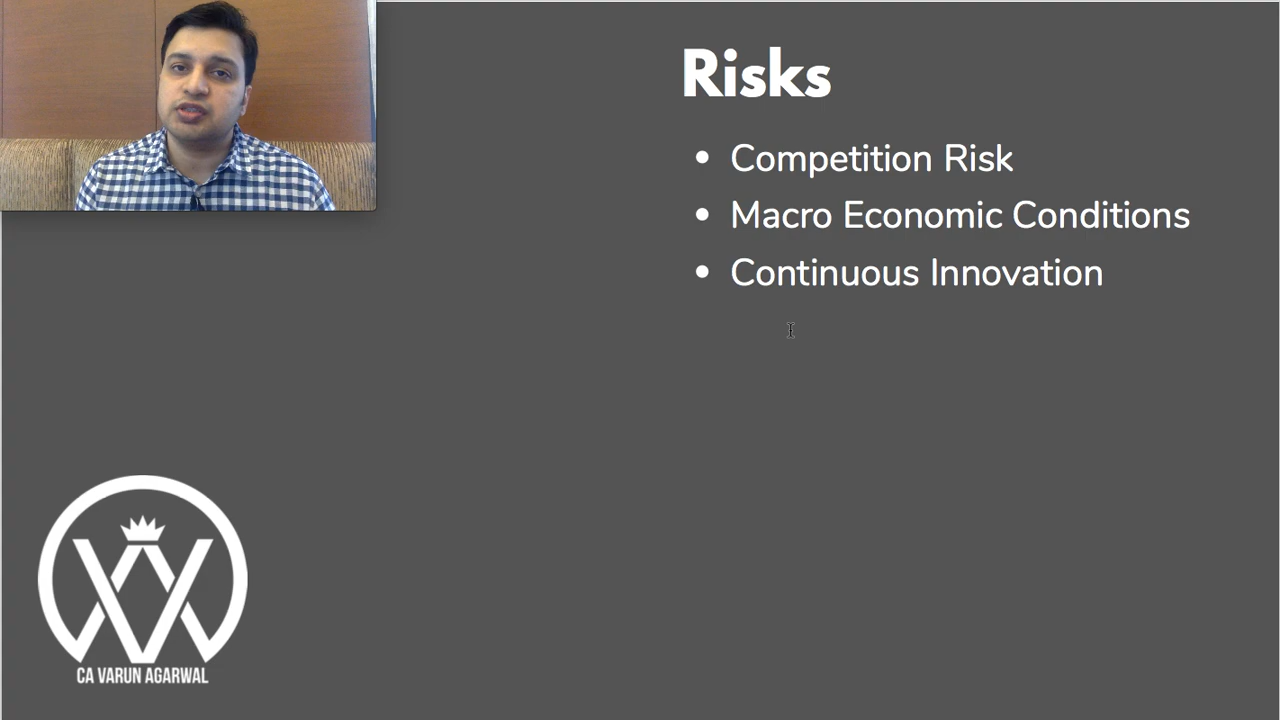 Risks
• Competition Risk
• Macro Economic Conditions
• Continuous Innovation
CA VARUN AGARWAL